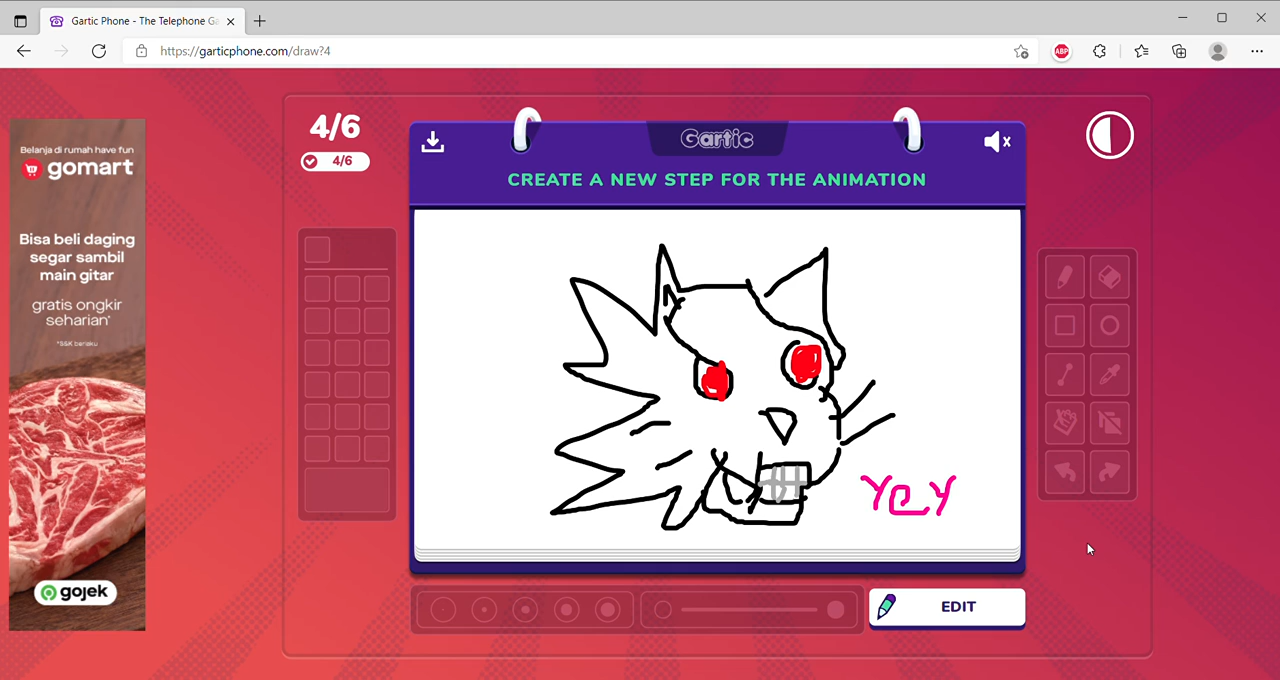 Gartic Phone - The Telephone Ga
https://garticphone.com/draw?4
ABP
Belanja di rumah have fun
gomart
Bisa beli daging
segar sambil
main gitar
gratis ongkir
seharian*
*S&K berlaku
gojek
4/6
4/6
Gartic
CREATE A NEW STEP FOR THE ANIMATION
YeY
EDIT